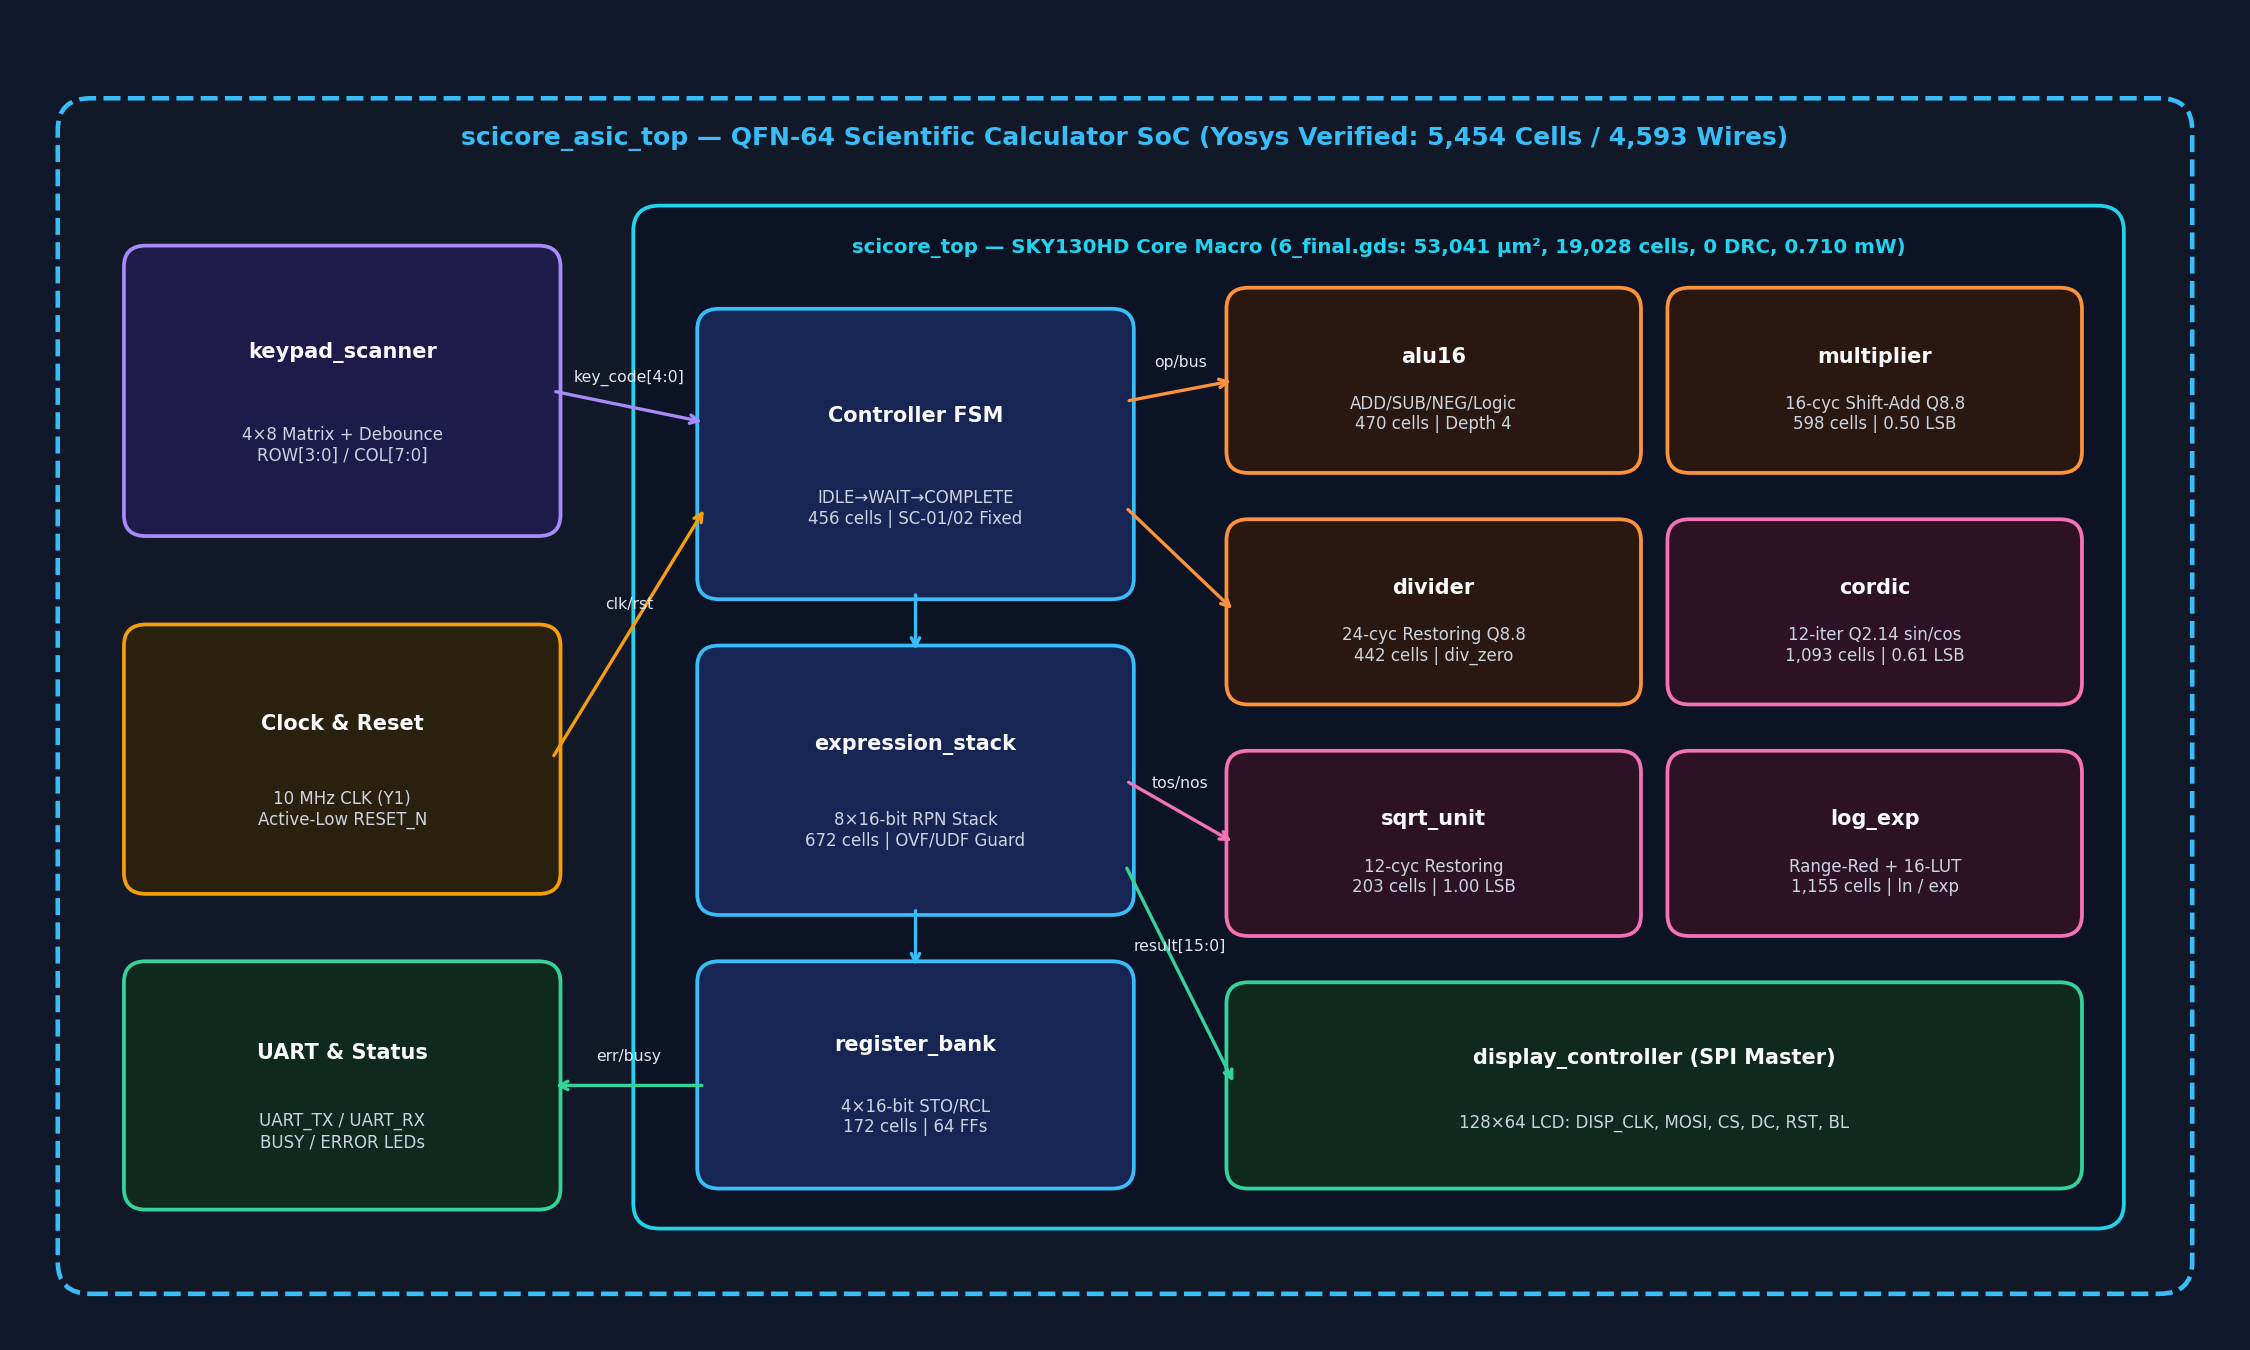 scicore_asic_top — QFN-64 Scientific Calculator SoC (Yosys Verified: 5,454 Cells / 4,593 Wires)
scicore_top — SKY130HD Core Macro (6_final.gds: 53,041 µm², 19,028 cells, 0 DRC, 0.710 mW)
keypad_scanner
4×8 Matrix + Debounce
ROW[3:0] / COL[7:0]
key_code[4:0]
Clock & Reset
10 MHz CLK (Y1)
Active-Low RESET_N
clk/rst
UART & Status
UART_TX / UART_RX
BUSY / ERROR LEDs
err/busy
Controller FSM
IDLE→WAIT→COMPLETE
456 cells | SC-01/02 Fixed
op/bus
expression_stack
8×16-bit RPN Stack
672 cells | OVF/UDF Guard
tos/nos
result[15:0]
register_bank
4×16-bit STO/RCL
172 cells | 64 FFs
alu16
ADD/SUB/NEG/Logic
470 cells | Depth 4
multiplier
16-cyc Shift-Add Q8.8
598 cells | 0.50 LSB
divider
24-cyc Restoring Q8.8
442 cells | div_zero
cordic
12-iter Q2.14 sin/cos
1,093 cells | 0.61 LSB
sqrt_unit
12-cyc Restoring
203 cells | 1.00 LSB
log_exp
Range-Red + 16-LUT
1,155 cells | ln / exp
display_controller (SPI Master)
128×64 LCD: DISP_CLK, MOSI, CS, DC, RST, BL